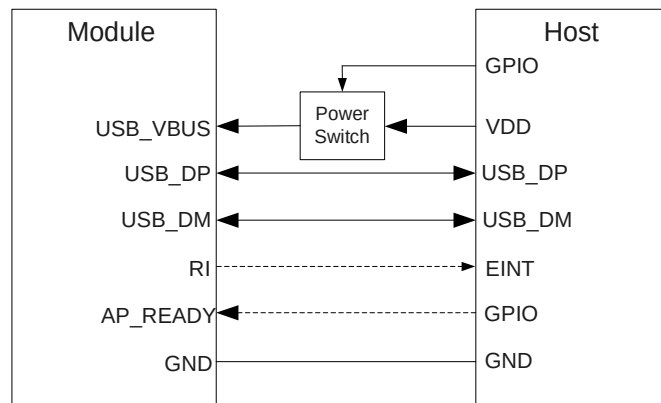 Module
Host
GPIO
Power
Switch
USB_VBUS
VDD
USB_DP
USB_DP
USB_DM
USB_DM
RI
EINT
AP_READY
GPIO
GND
GND